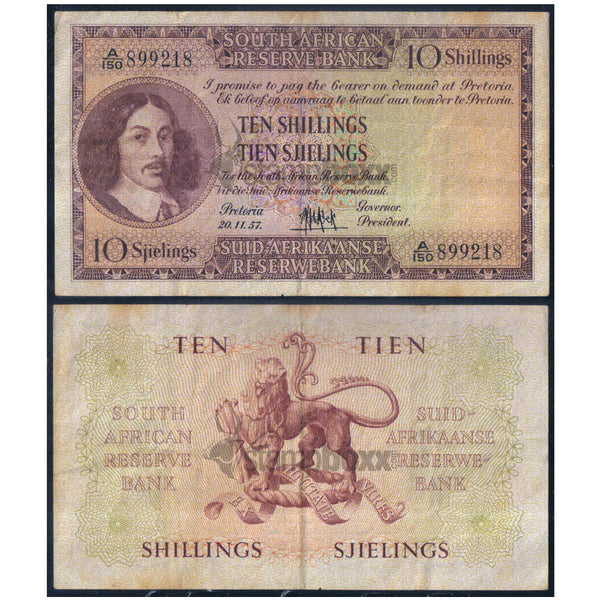 A/150 899218
SOUTH AFRICAN
RESERVE BANK
10 Shillings
I promise to pay the bearer on demand at Pretoria.
Ek beloof op aanvraag te betaal aan toonder te Pretoria.
TEN SHILLINGS
TIEN SJIELINGS
For the South African Reserve Bank.
Vir die Suid-Afrikaanse Reserwebank.
Pretoria
20.11.57.
Governor.
President.
10 Sjielings
SUID-AFRIKAANSE
RESERWEBANK
A/150 899218
TEN TIEN
SOUTH
AFRICAN
RESERVE
BANK
SUID-
AFRIKAANSE
RESERWE-
BANK
stampboxx
EX UNITATE VIRES
SHILLINGS SJIELINGS